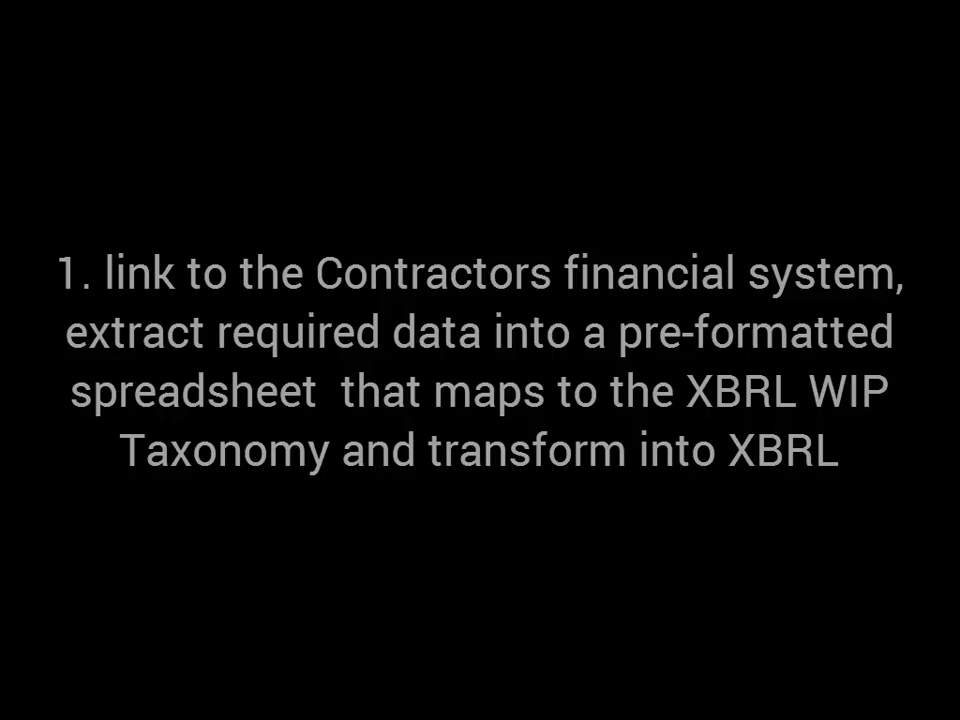 1. link to the Contractors financial system,
extract required data into a pre-formatted
spreadsheet  that maps to the XBRL WIP
Taxonomy and transform into XBRL